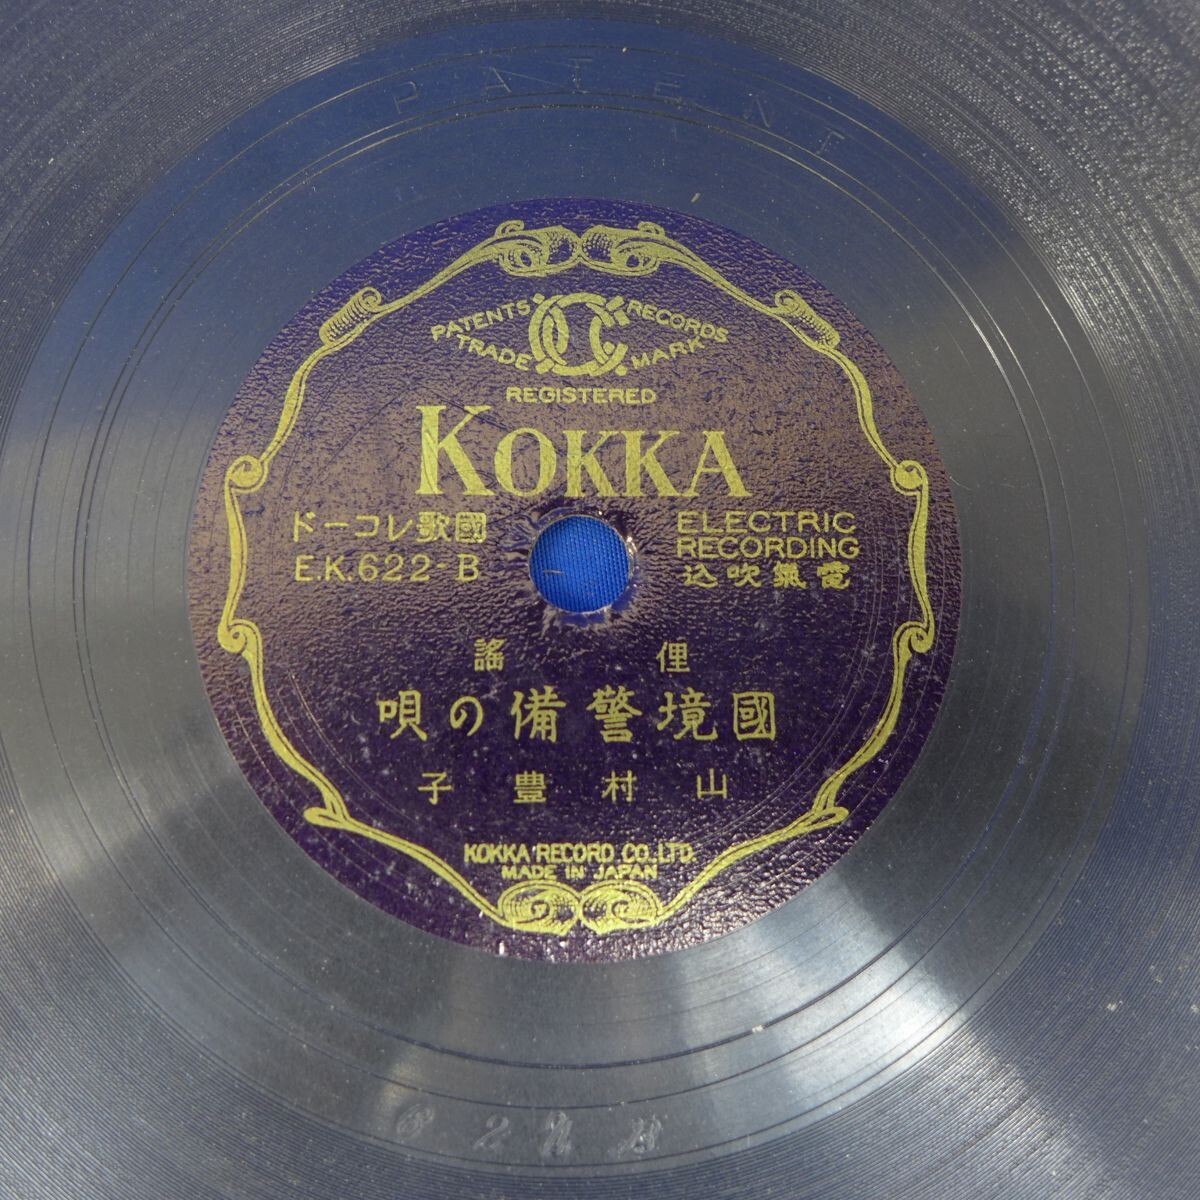 PATENT
PATENTS RECORDS
TRADE MARK
REGISTERED
KOKKA
國歌レコード
E.K.622-B
ELECTRIC
RECORDING
電氣吹込
俚謠
國境警備の唄
山村豊子
KOKKA RECORD CO.,LTD.
MADE IN JAPAN